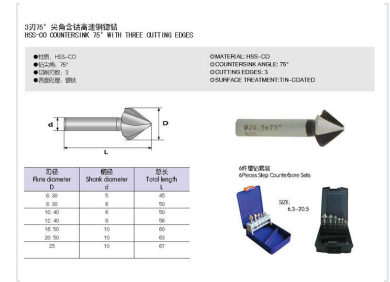 3刃75°尖角含钴高速钢锪钻
HSS-CO COUNTERSINK 75° WITH THREE CUTTING EDGES
●材质：HSS-CO
●钻尖角：75°
●切削刃数：3
●表面处理：镀钛
⊙MATERIAL: HSS-CO
⊙COUNTERSINK ANGLE: 75°
⊙CUTTING EDGES: 3
⊙SURFACE TREATMENT:TIN-COATED
d
D
L
Ø20.5x75°
刃径 柄径 总长
Flute diameter Shank diameter Total length
D d L
6.30 5 45
8.30 6 50
10.40 6 50
12.40 8 56
16.50 10 60
20.50 10 63
25 10 67
6件锪钻套装
6Pieces Step Counterbore Sets
SIZE:
6.3-20.5